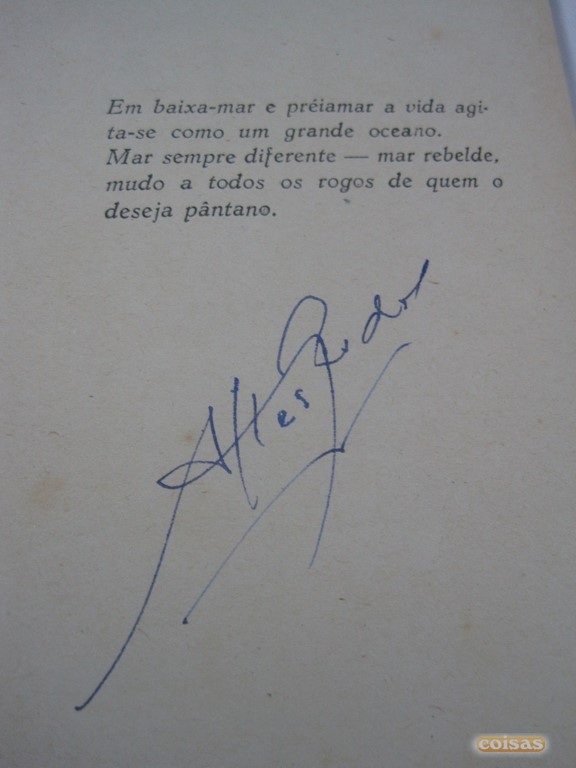 Em baixa-mar e préiamar a vida agi-
ta-se como um grande oceano.
Mar sempre diferente — mar rebelde,
mudo a todos os rogos de quem o
deseja pântano.
coisas